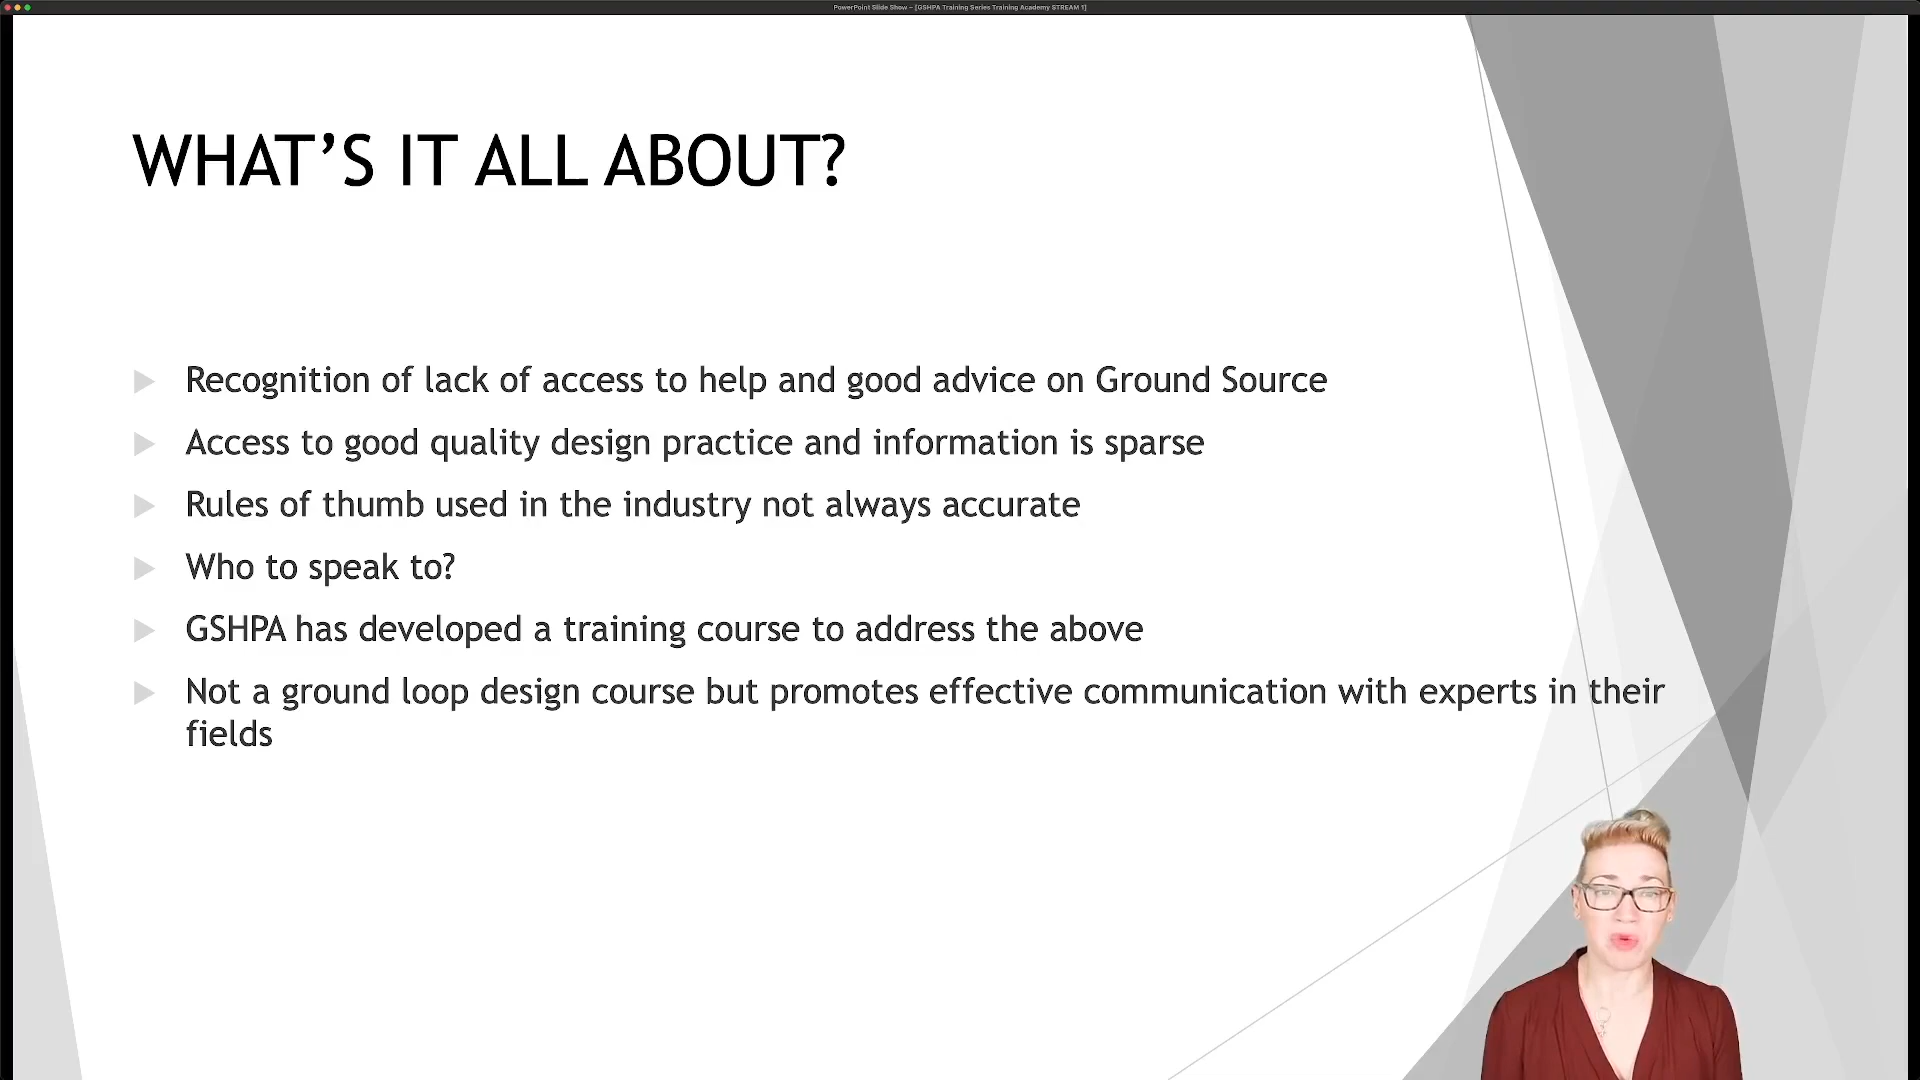 PowerPoint Slide Show - [GSHPA Training Series Training Academy STREAM 1]
WHAT’S IT ALL ABOUT?
Recognition of lack of access to help and good advice on Ground Source
Access to good quality design practice and information is sparse
Rules of thumb used in the industry not always accurate
Who to speak to?
GSHPA has developed a training course to address the above
Not a ground loop design course but promotes effective communication with experts in their
fields